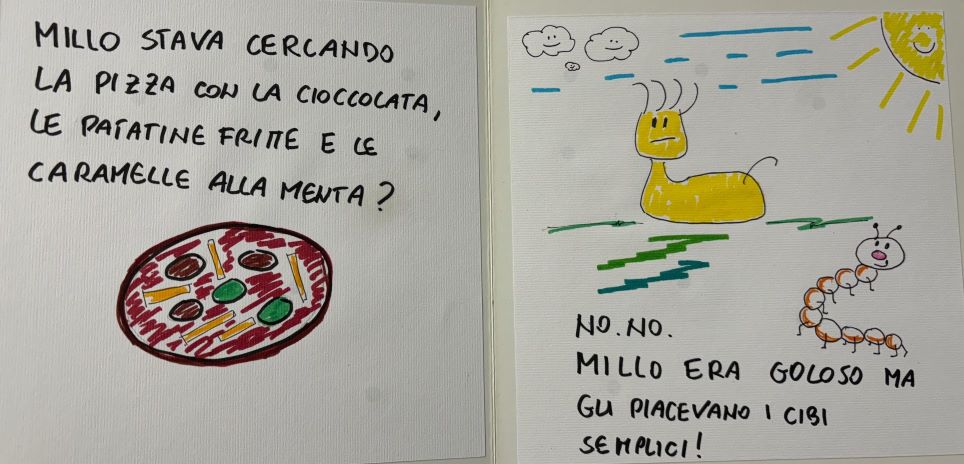 MILLO STAVA CERCANDO
LA PIZZA CON LA CIOCCOLATA,
LE PATATINE FRITTE E LE
CARAMELLE ALLA MENTA?
NO. NO.
MILLO ERA GOLOSO MA
GLI PIACEVANO I CIBI
SEMPLICI!